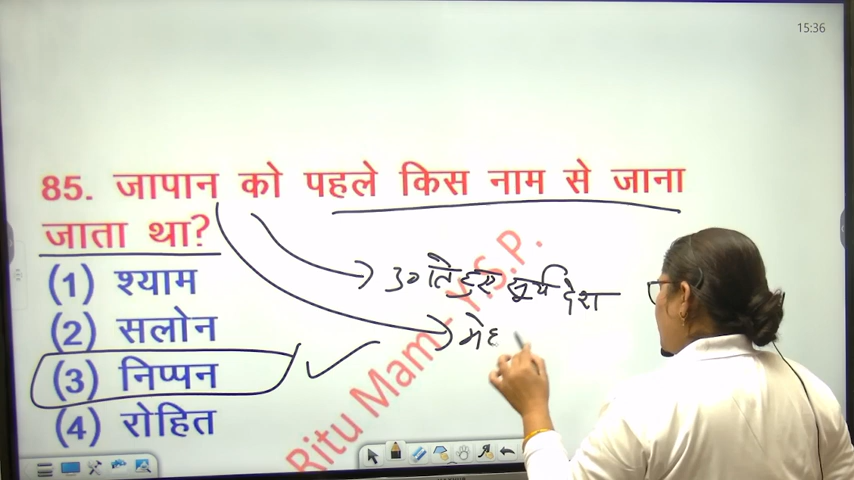 15:36
85. जापान को पहले किस नाम से जाना
जाता था?
(1) श्याम
(2) सलोन
(3) निप्पन
(4) रोहित
उगते हुए सूर्य देश
मेह
Ritu Mam - Y.S.P.